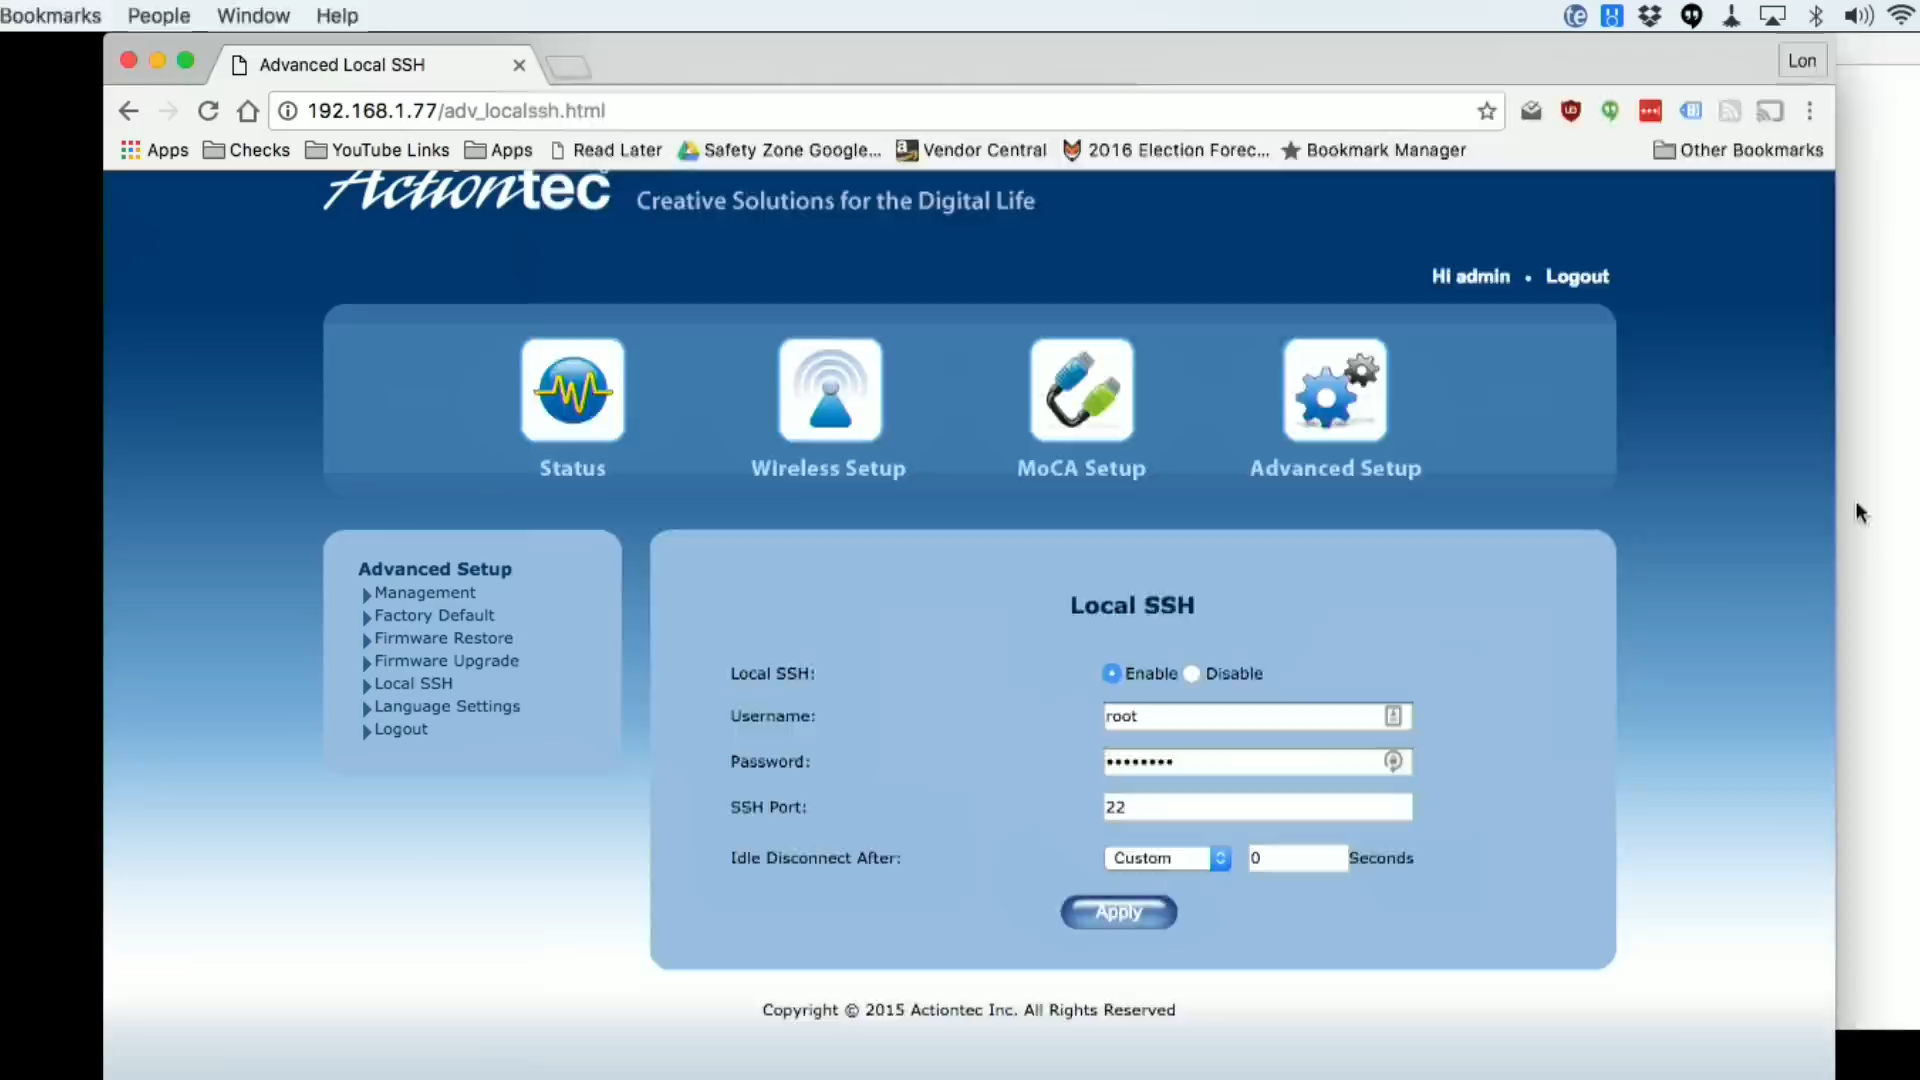 Bookmarks People Window Help
Advanced Local SSH
Lon
192.168.1.77/adv_localssh.html
Apps Checks YouTube Links Apps Read Later Safety Zone Google... Vendor Central 2016 Election Forec... Bookmark Manager Other Bookmarks
Actiontec Creative Solutions for the Digital Life
Hi admin • Logout
Status Wireless Setup MoCA Setup Advanced Setup
Advanced Setup
Management
Factory Default
Firmware Restore
Firmware Upgrade
Local SSH
Language Settings
Logout
Local SSH
Local SSH: Enable Disable
Username: root
Password: ••••••••
SSH Port: 22
Idle Disconnect After: Custom 0 Seconds
Apply
Copyright © 2015 Actiontec Inc. All Rights Reserved